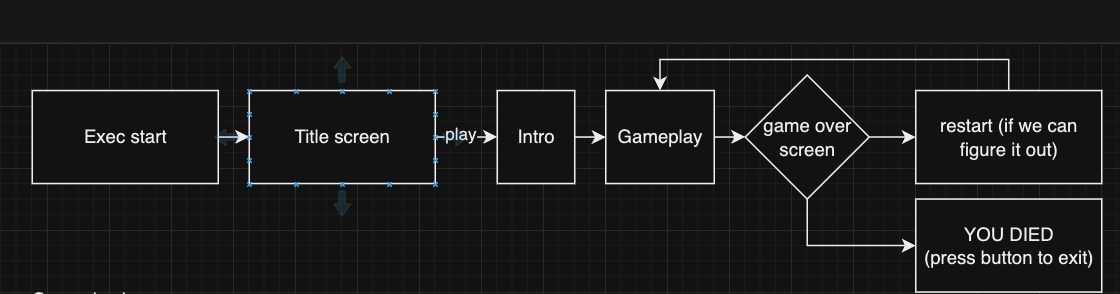 Exec start
Title screen
play
Intro
Gameplay
game over
screen
restart (if we can
figure it out)
YOU DIED
(press button to exit)